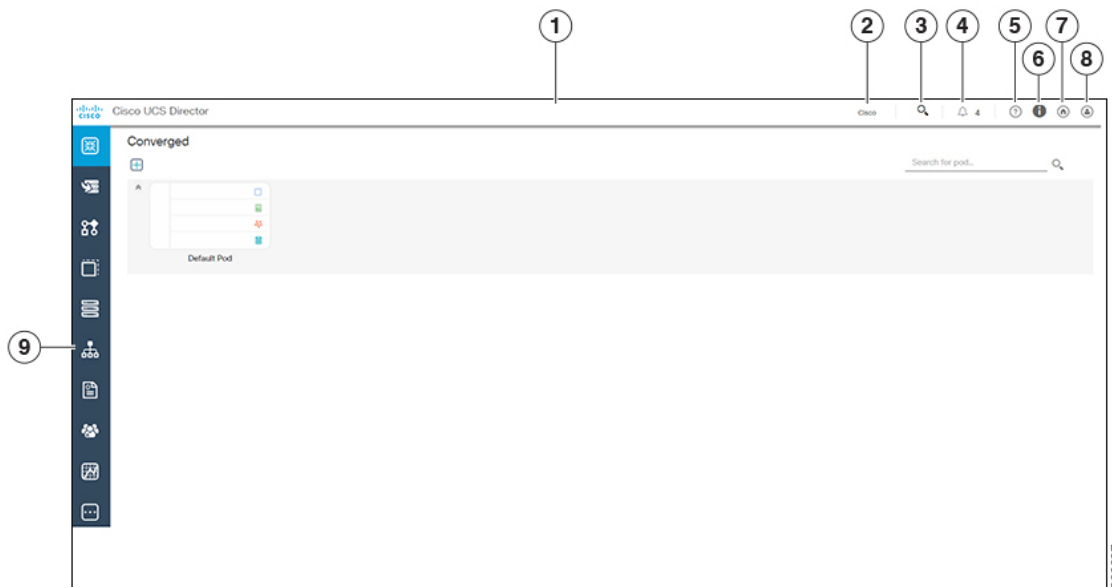 1
2
3
4
5
7
6
8
CISCO Cisco UCS Director
Cisco
4
?
i
Converged
Search for pod...
Default Pod
9